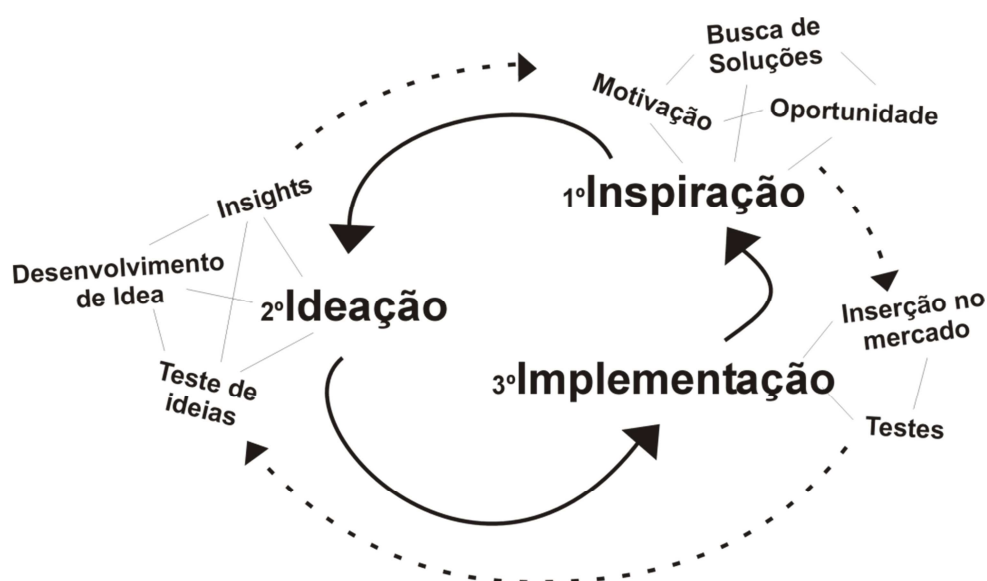 Busca de
Soluções
Motivação
Oportunidade
1ºInspiração
Insights
Desenvolvimento
de Idea
2ºIdeação
Teste de
ideias
Inserção no
mercado
3ºImplementação
Testes